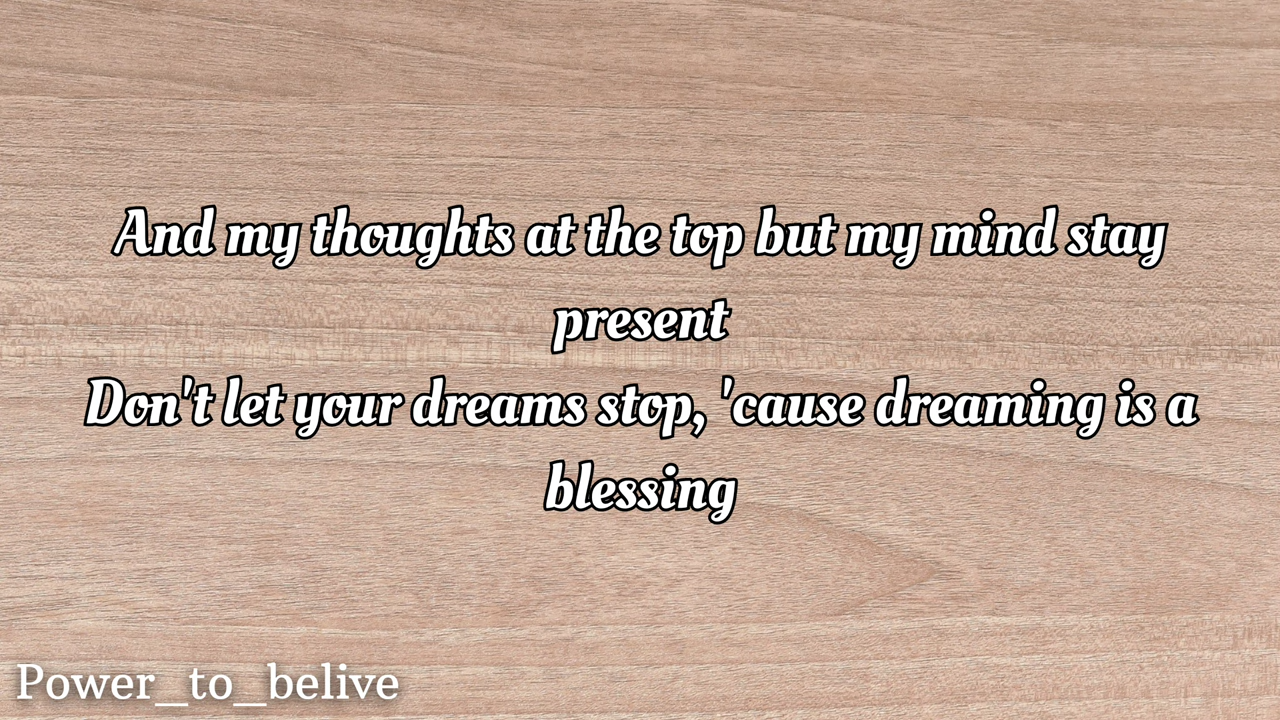 And my thoughts at the top but my mind stay
present
Don't let your dreams stop, 'cause dreaming is a
blessing
Power_to_belive